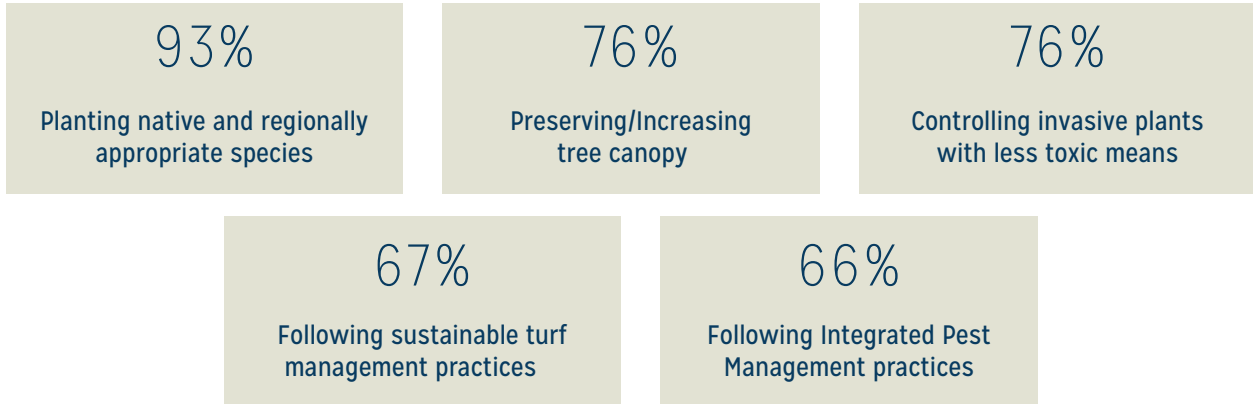 93%
Planting native and regionally
appropriate species
76%
Preserving/Increasing
tree canopy
76%
Controlling invasive plants
with less toxic means
67%
Following sustainable turf
management practices
66%
Following Integrated Pest
Management practices